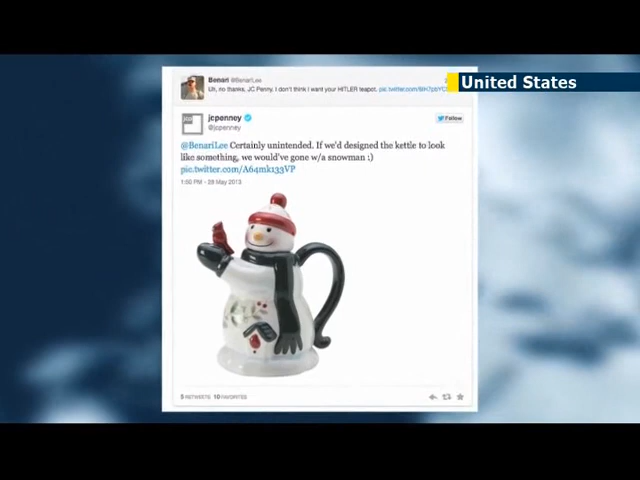 United States
Benari @BenariLee
Uh, no thanks, JC Penny, I don't think I want your HITLER teapot.
jcp
jcpenney
@jcpenney
Follow
@BenariLee Certainly unintended. If we'd designed the kettle to look
like something, we would've gone w/a snowman :)
pic.twitter.com/A64mk133VP
1:50 PM - 28 May 2013
5 RETWEETS 10 FAVORITES